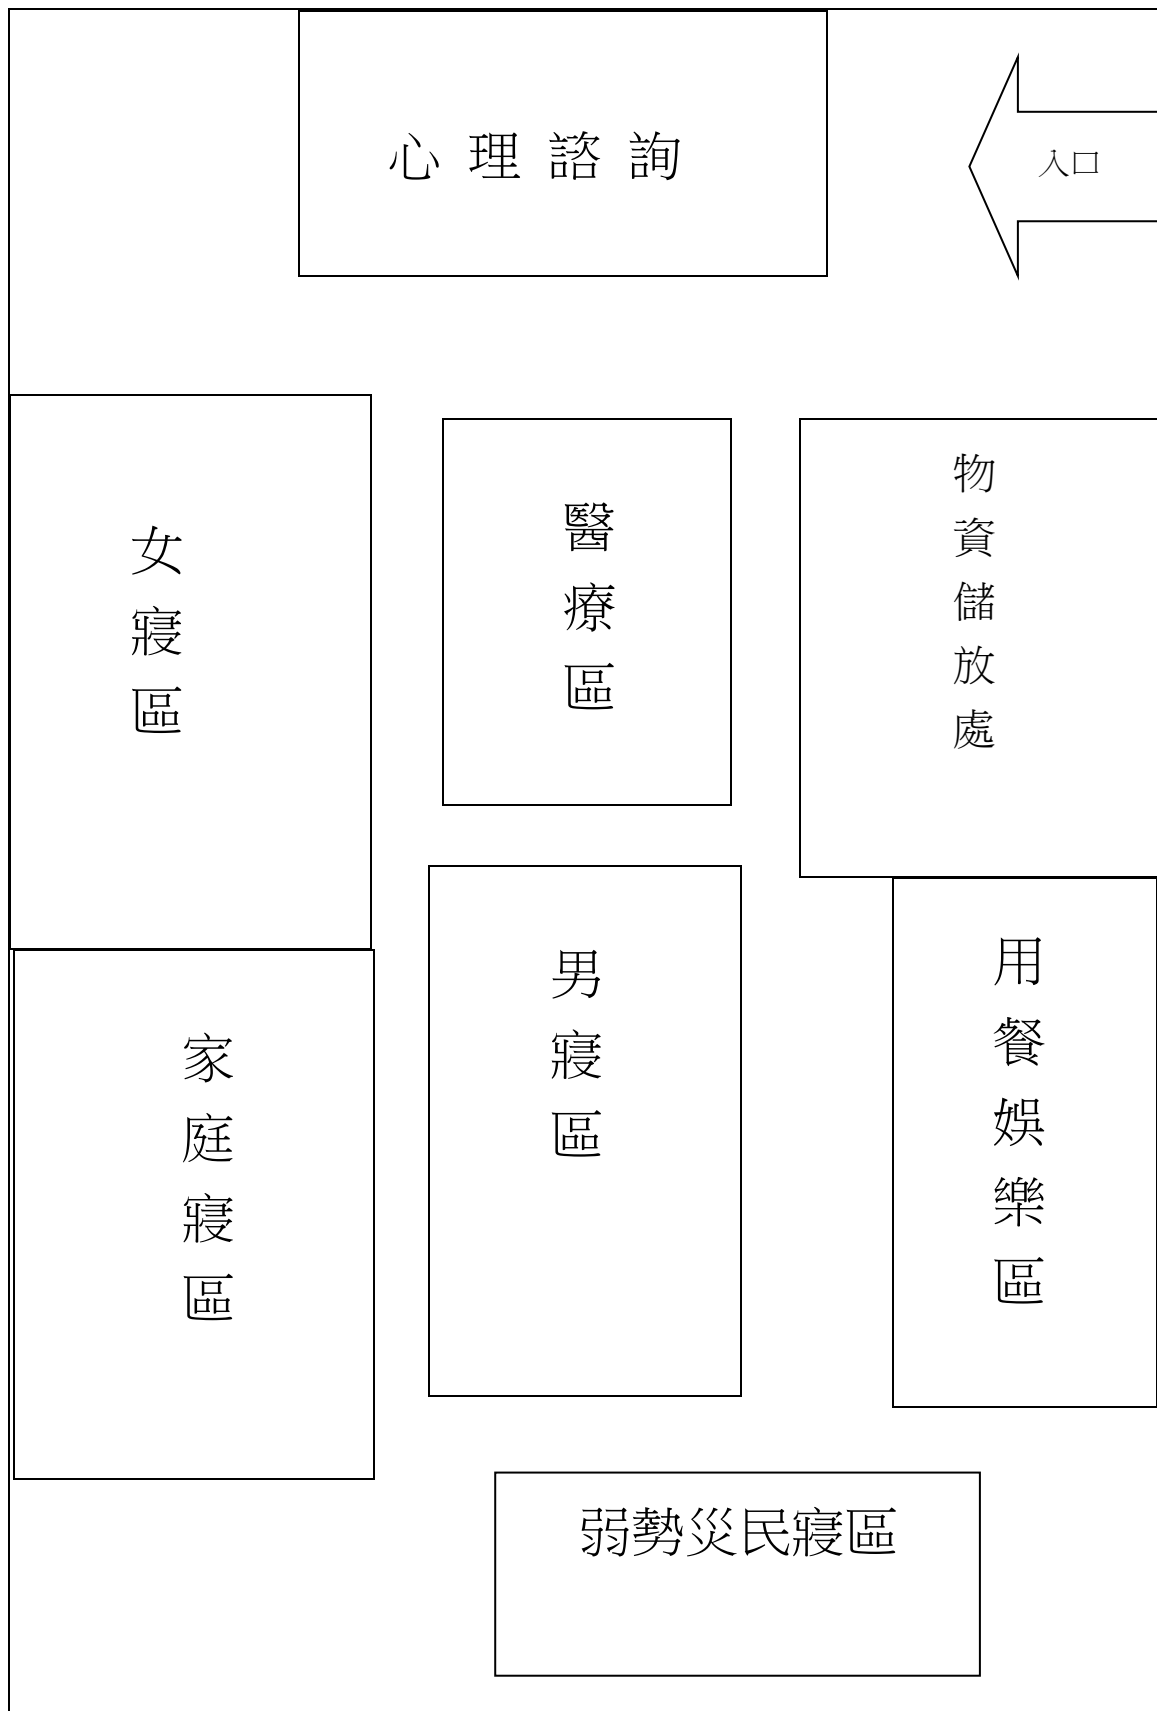 心理諮詢
入口
女寢區
醫療區
物資儲放處
家庭寢區
男寢區
用餐娛樂區
弱勢災民寢區